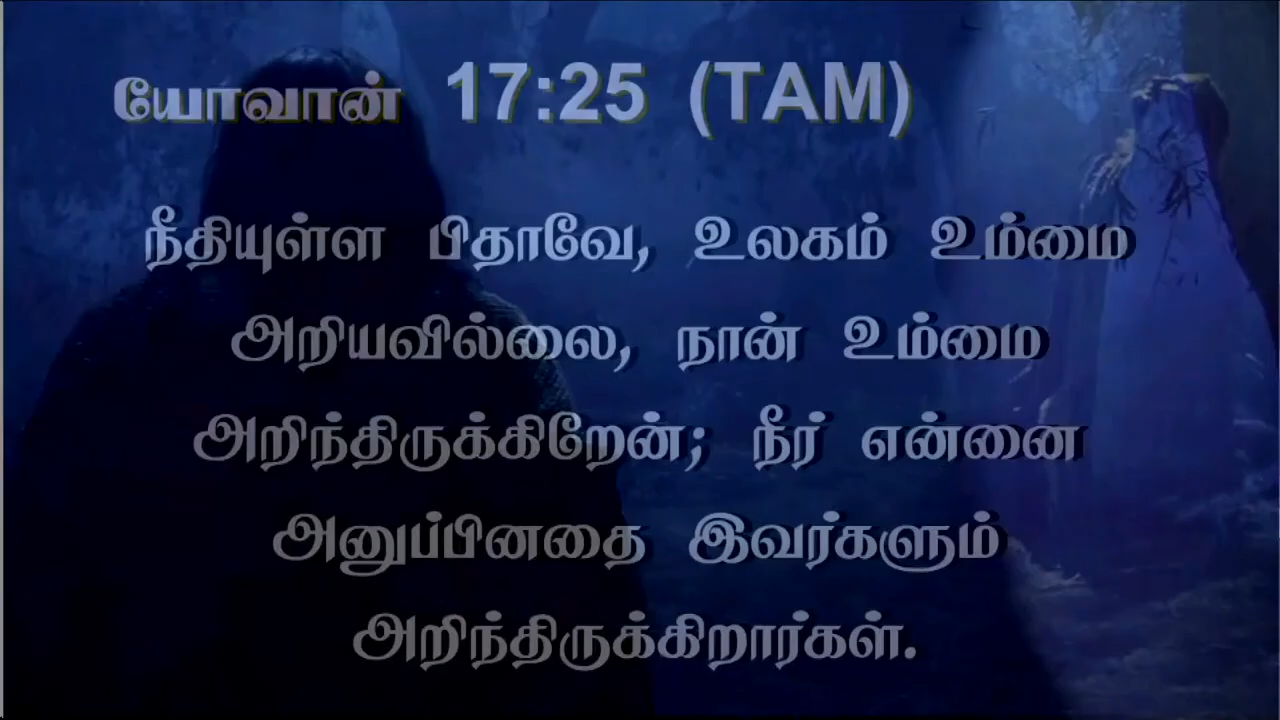 யோவான் 17:25 (TAM)
நீதியுள்ள பிதாவே, உலகம் உம்மை
அறியவில்லை, நான் உம்மை
அறிந்திருக்கிறேன்; நீர் என்னை
அனுப்பினதை இவர்களும்
அறிந்திருக்கிறார்கள்.